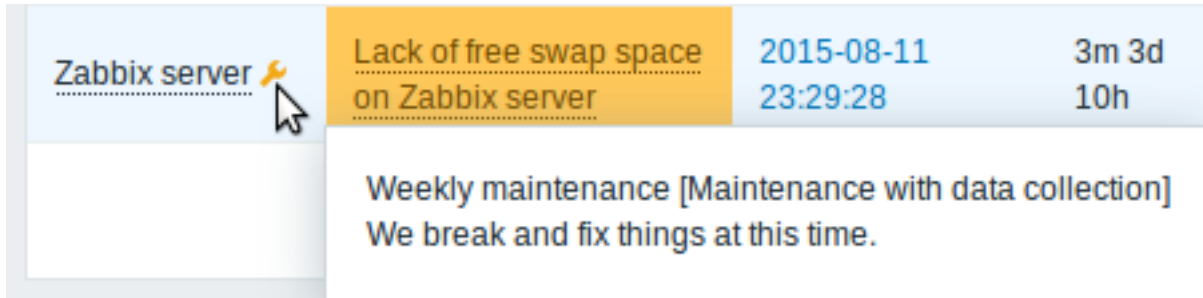 Zabbix server
Lack of free swap space
on Zabbix server
2015-08-11
23:29:28
3m 3d
10h
Weekly maintenance [Maintenance with data collection]
We break and fix things at this time.